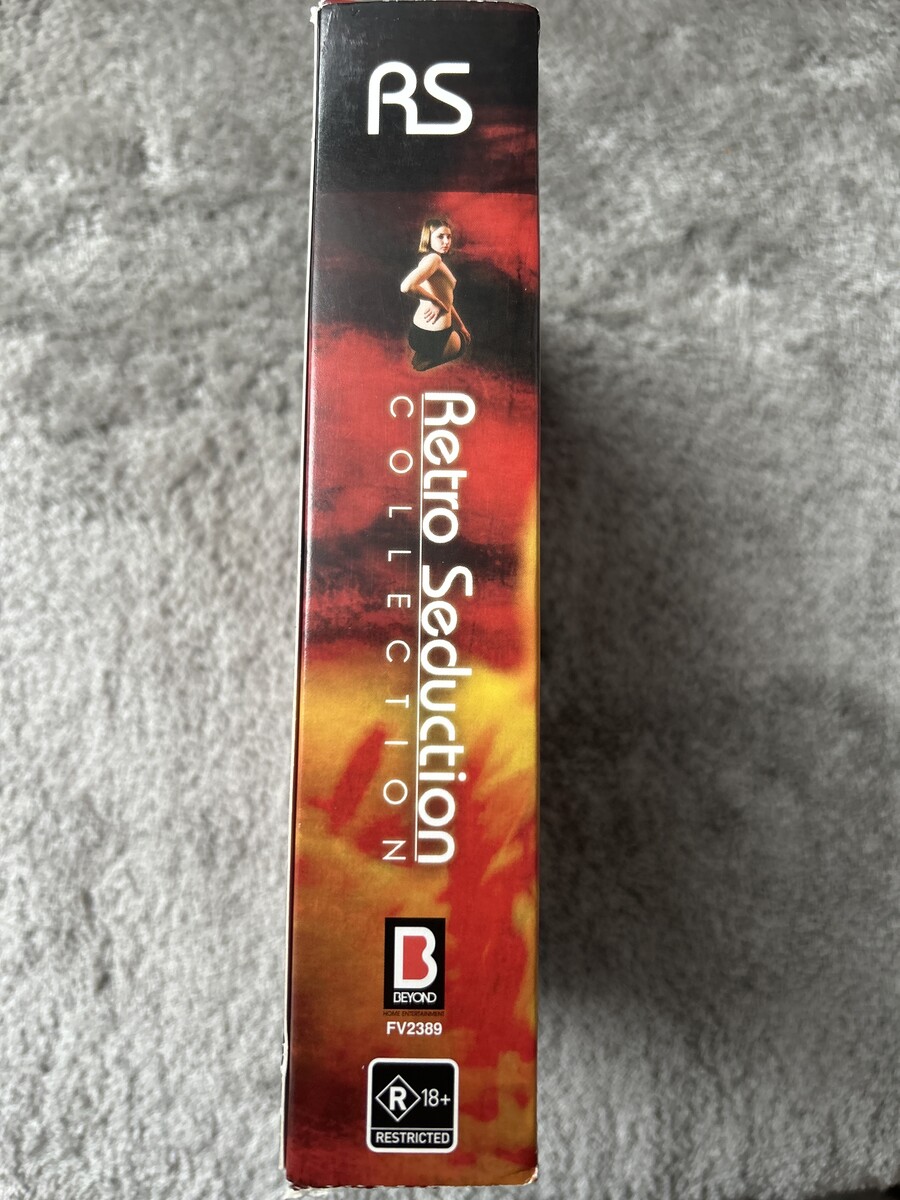 RS
Retro Seduction
COLLECTION
B
BEYOND
HOME ENTERTAINMENT
FV2389
R 18+
RESTRICTED